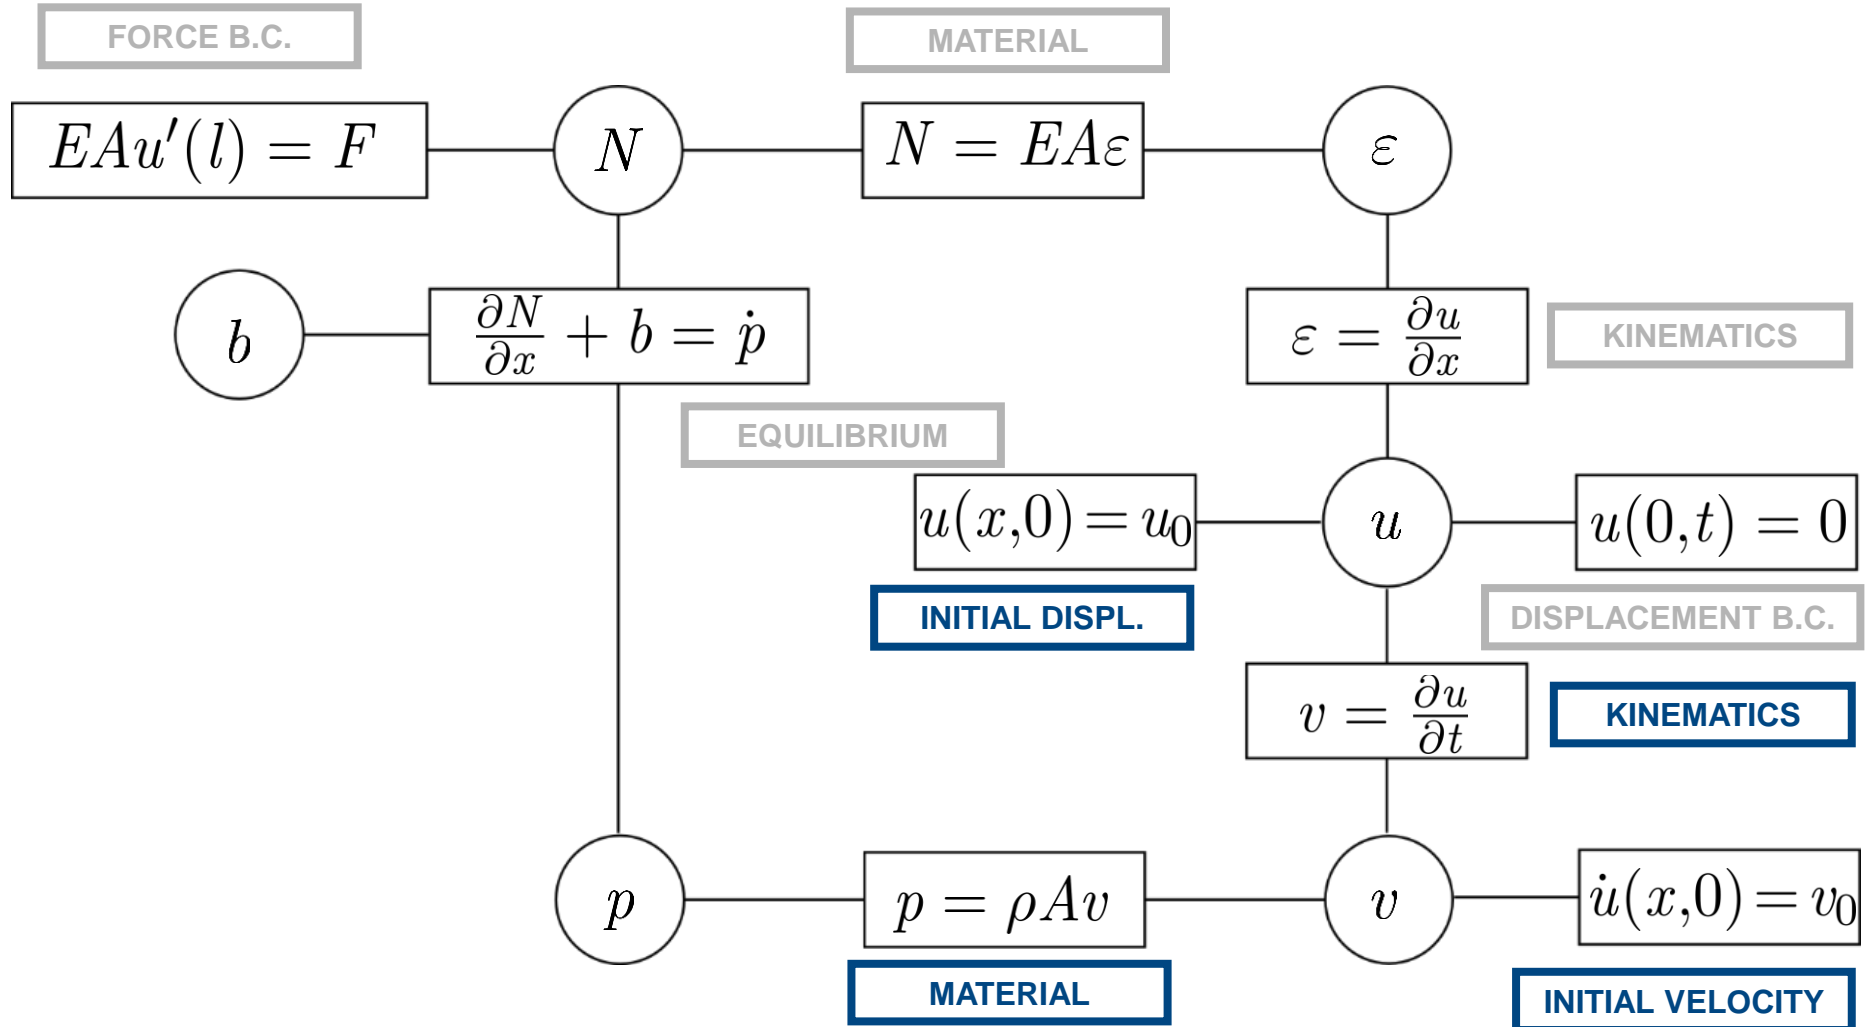 FORCE B.C.
MATERIAL
EAu′(l) = F
N
N = EAε
ε
b
∂N/∂x + b = ṗ
ε = ∂u/∂x
KINEMATICS
EQUILIBRIUM
u(x,0) = u₀
u
u(0,t) = 0
INITIAL DISPL.
DISPLACEMENT B.C.
v = ∂u/∂t
KINEMATICS
p
p = ρAv
v
u̇(x,0) = v₀
MATERIAL
INITIAL VELOCITY